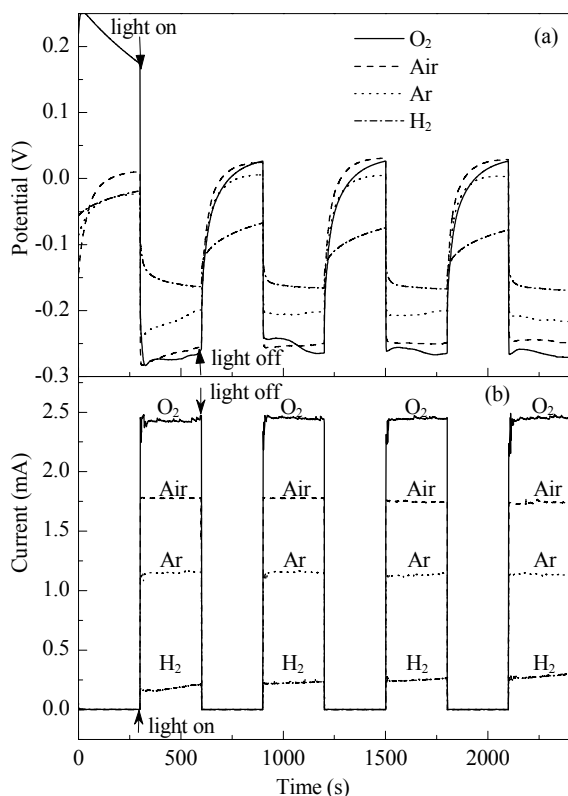 light on
(a)
O₂
Air
Ar
H₂
0.2
0.1
0.0
-0.1
-0.2
-0.3
Potential (V)
light off
light off
(b)
O₂ O₂ O₂ O₂
Air Air Air Air
Ar Ar Ar Ar
H₂ H₂ H₂ H₂
light on
2.5
2.0
1.5
1.0
0.5
0.0
Current (mA)
0 500 1000 1500 2000
Time (s)